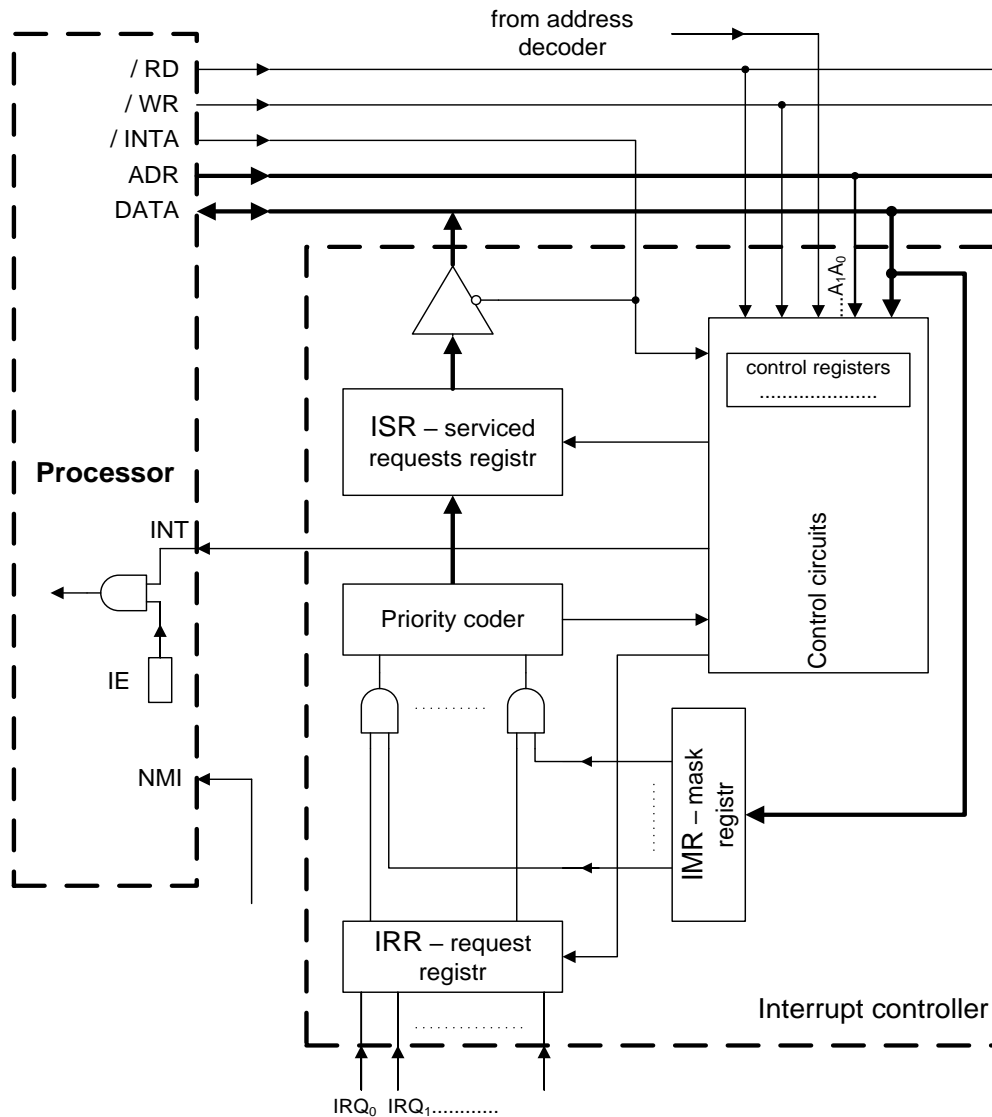 from address
decoder
/ RD
/ WR
/ INTA
ADR
DATA
.....A₁A₀
control registers
......................
ISR – serviced
requests registr
Processor
INT
Control circuits
Priority coder
IE
NMI
IMR – mask
registr
IRR – request
registr
Interrupt controller
IRQ₀ IRQ₁............